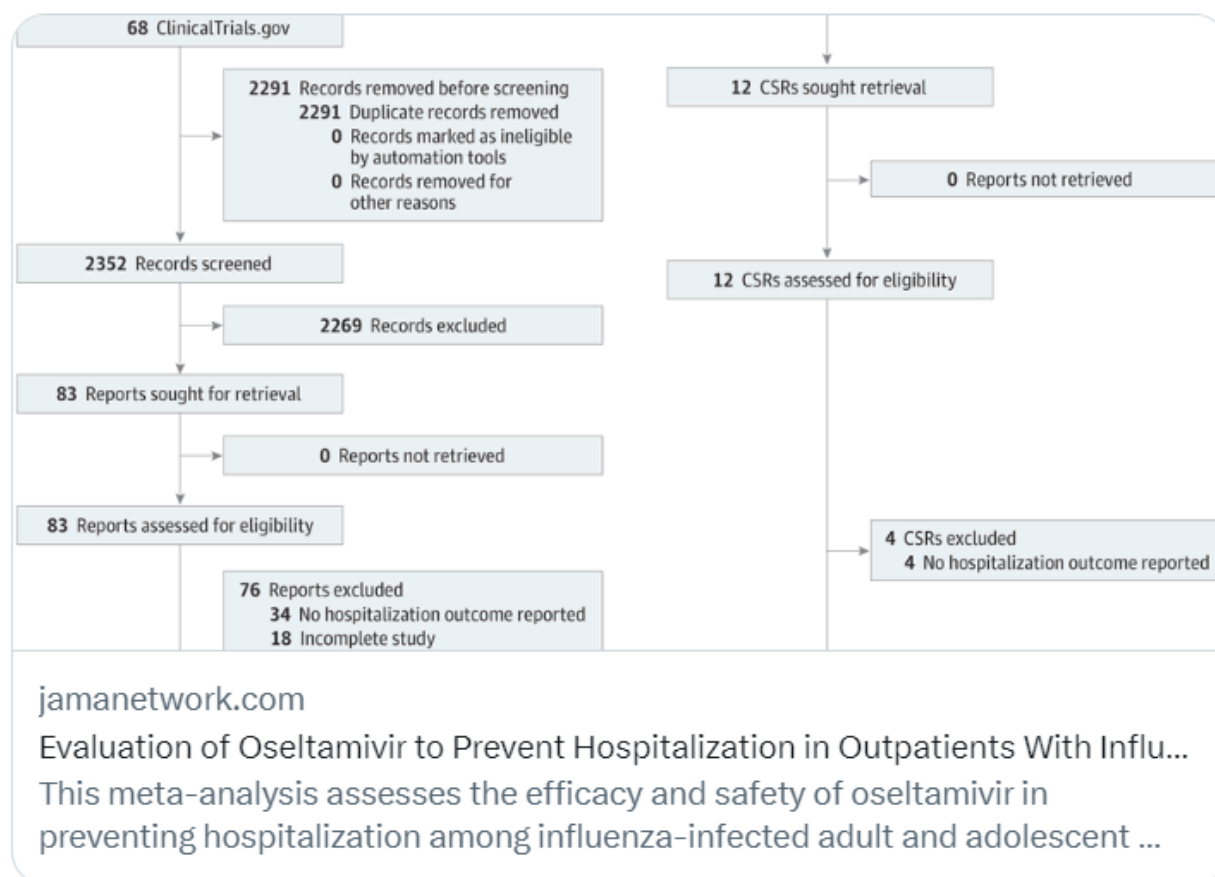 68 ClinicalTrials.gov
2291 Records removed before screening
2291 Duplicate records removed
0 Records marked as ineligible
by automation tools
0 Records removed for
other reasons
2352 Records screened
2269 Records excluded
83 Reports sought for retrieval
0 Reports not retrieved
83 Reports assessed for eligibility
76 Reports excluded
34 No hospitalization outcome reported
18 Incomplete study
12 CSRs sought retrieval
0 Reports not retrieved
12 CSRs assessed for eligibility
4 CSRs excluded
4 No hospitalization outcome reported
jamanetwork.com
Evaluation of Oseltamivir to Prevent Hospitalization in Outpatients With Influ...
This meta-analysis assesses the efficacy and safety of oseltamivir in
preventing hospitalization among influenza-infected adult and adolescent ...